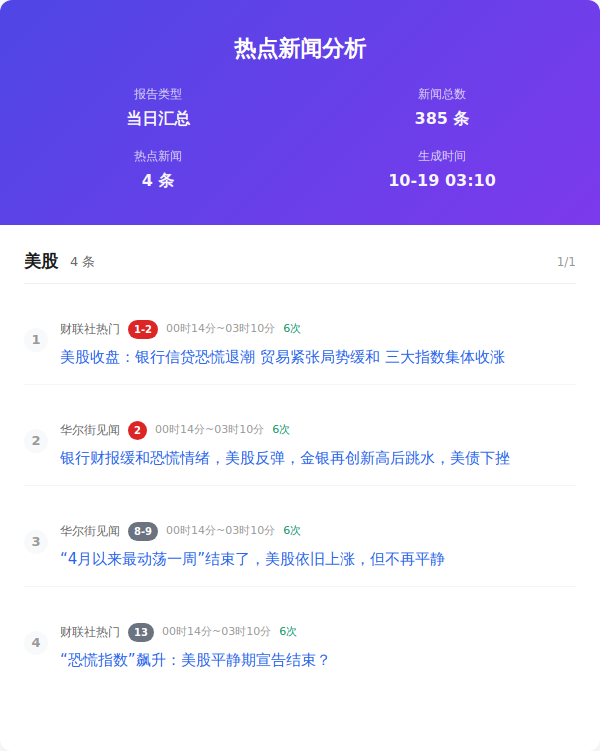 热点新闻分析
报告类型
新闻总数
当日汇总
385 条
热点新闻
生成时间
4 条
10-19 03:10
美股 4 条 1/1
1
财联社热门 1-2 00时14分~03时10分 6次
美股收盘：银行信贷恐慌退潮 贸易紧张局势缓和 三大指数集体收涨
2
华尔街见闻 2 00时14分~03时10分 6次
银行财报缓和恐慌情绪，美股反弹，金银再创新高后跳水，美债下挫
3
华尔街见闻 8-9 00时14分~03时10分 6次
“4月以来最动荡一周”结束了，美股依旧上涨，但不再平静
4
财联社热门 13 00时14分~03时10分 6次
“恐慌指数”飙升：美股平静期宣告结束？